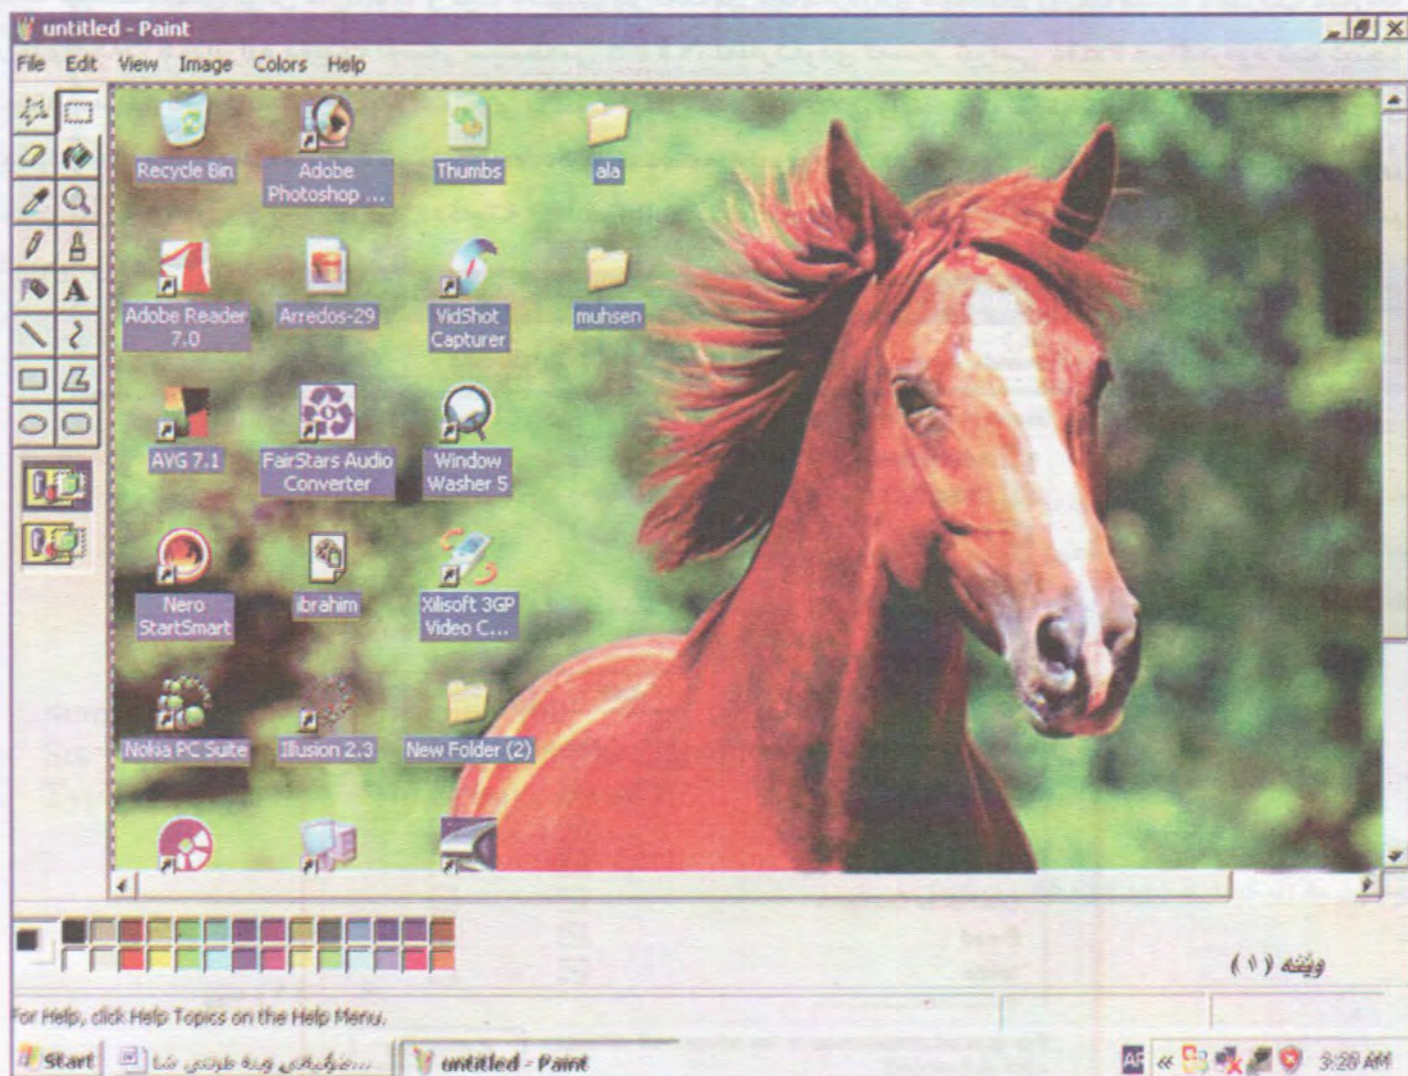 untitled - Paint
File Edit View Image Colors Help
Recycle Bin
Adobe
Photoshop ...
Thumbs
ala
Adobe Reader
7.0
Arredos-29
VidShot
Capturer
muhsen
AVG 7.1
FairStars Audio
Converter
Window
Washer 5
Nero
StartSmart
ibrahim
Xilisoft 3GP
Video C...
Nokia PC Suite
Illusion 2.3
New Folder (2)
وێنه (١)
For Help, click Help Topics on the Help Menu.
Start
untitled - Paint
AR
3:28 AM